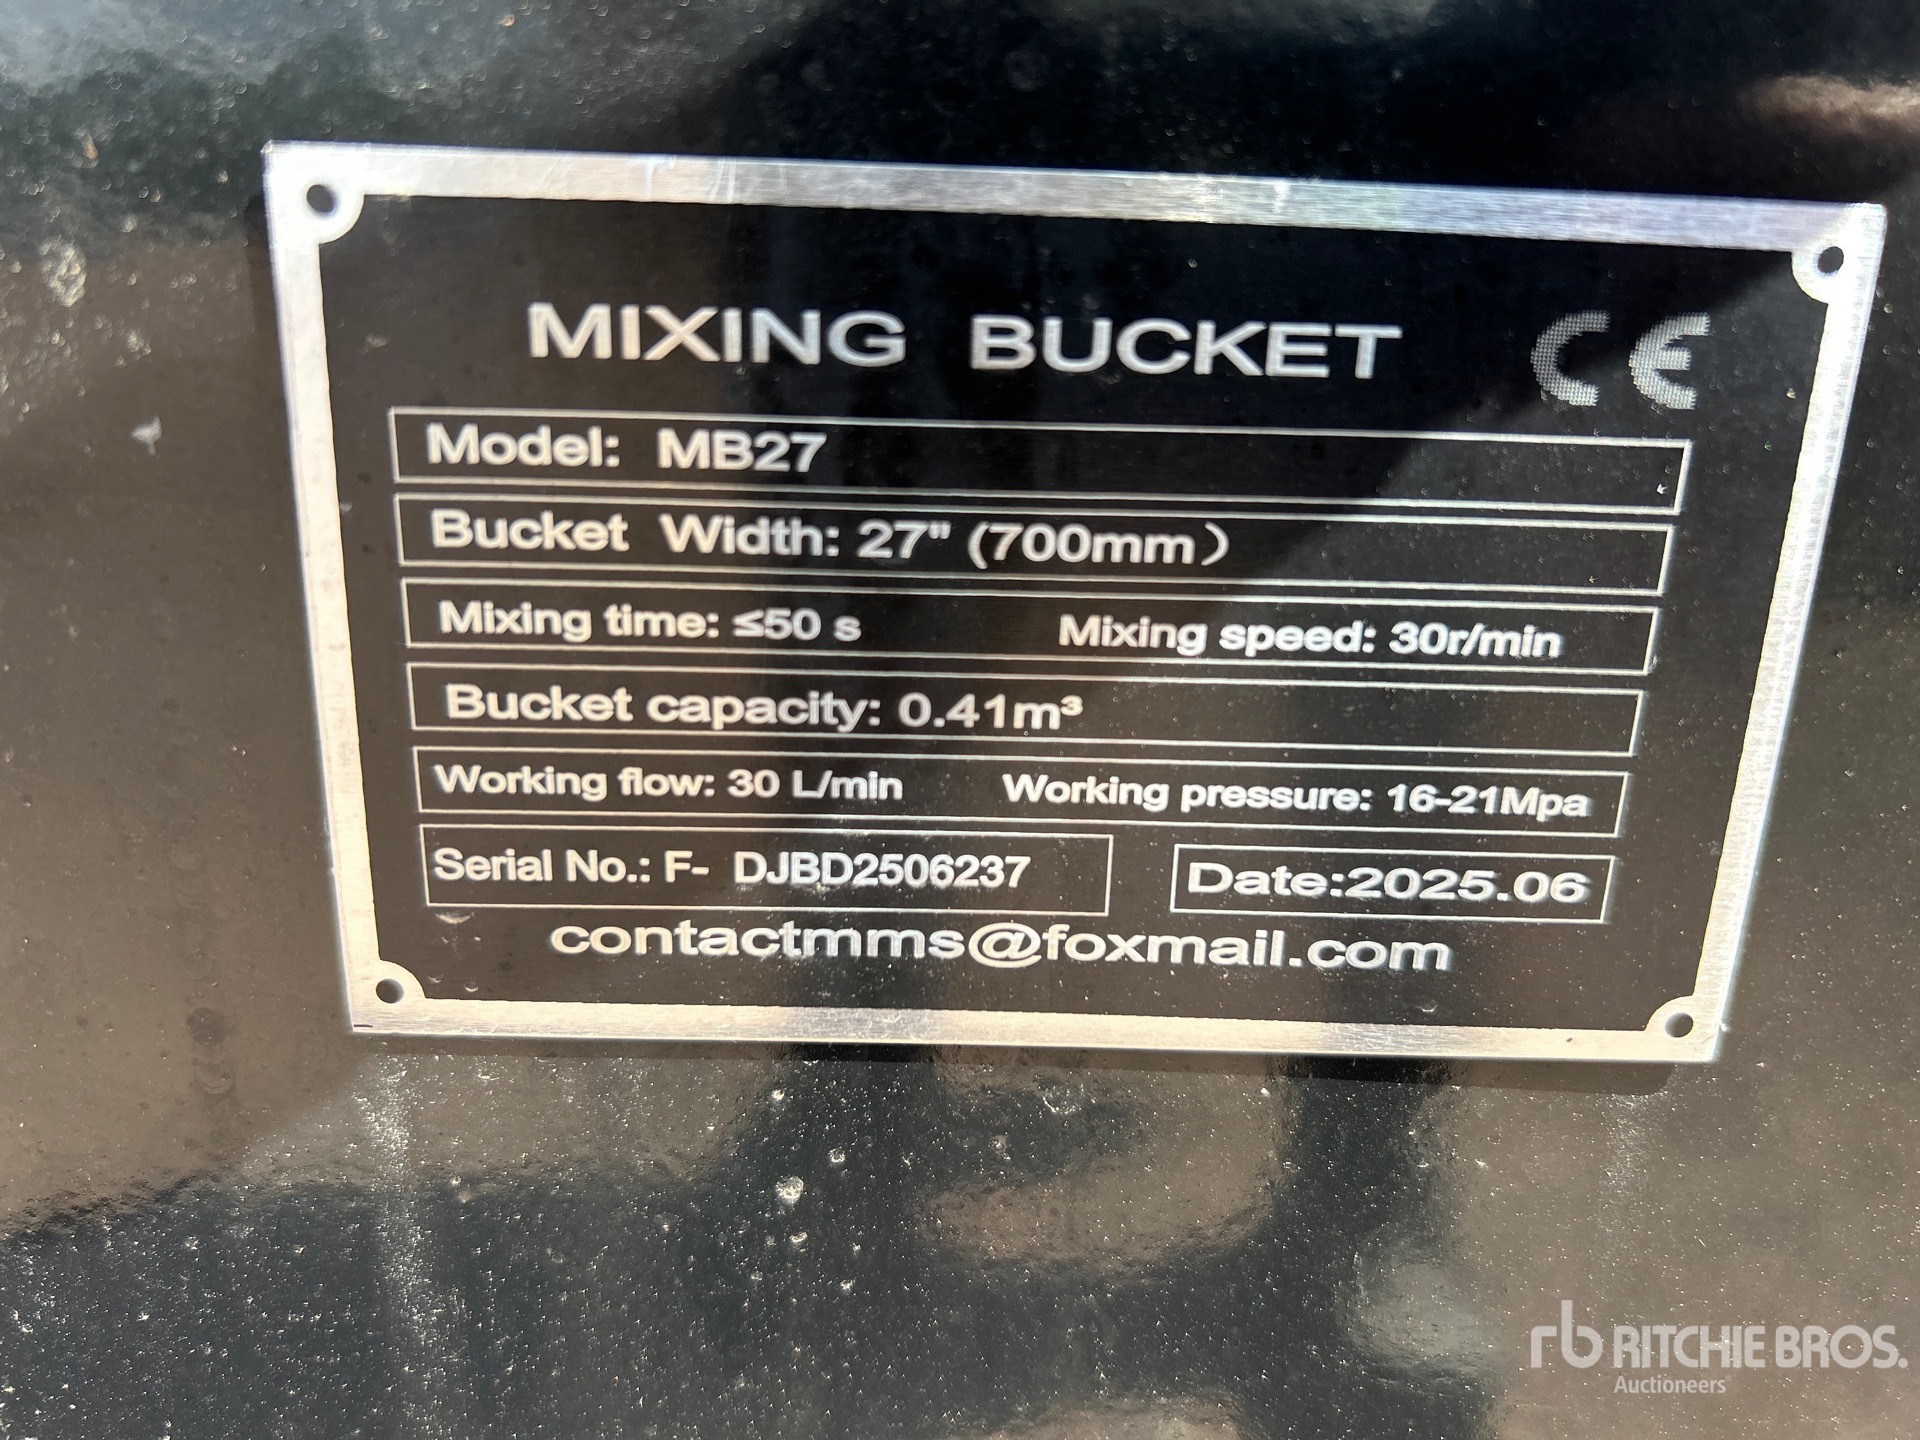 MIXING BUCKET CE
Model: MB27
Bucket Width: 27" (700mm）
Mixing time: ≤50 s Mixing speed: 30r/min
Bucket capacity: 0.41m³
Working flow: 30 L/min Working pressure: 16-21Mpa
Serial No.: F- DJBD2506237 Date:2025.06
contactmms@foxmail.com
rb RITCHIE BROS.
Auctioneers